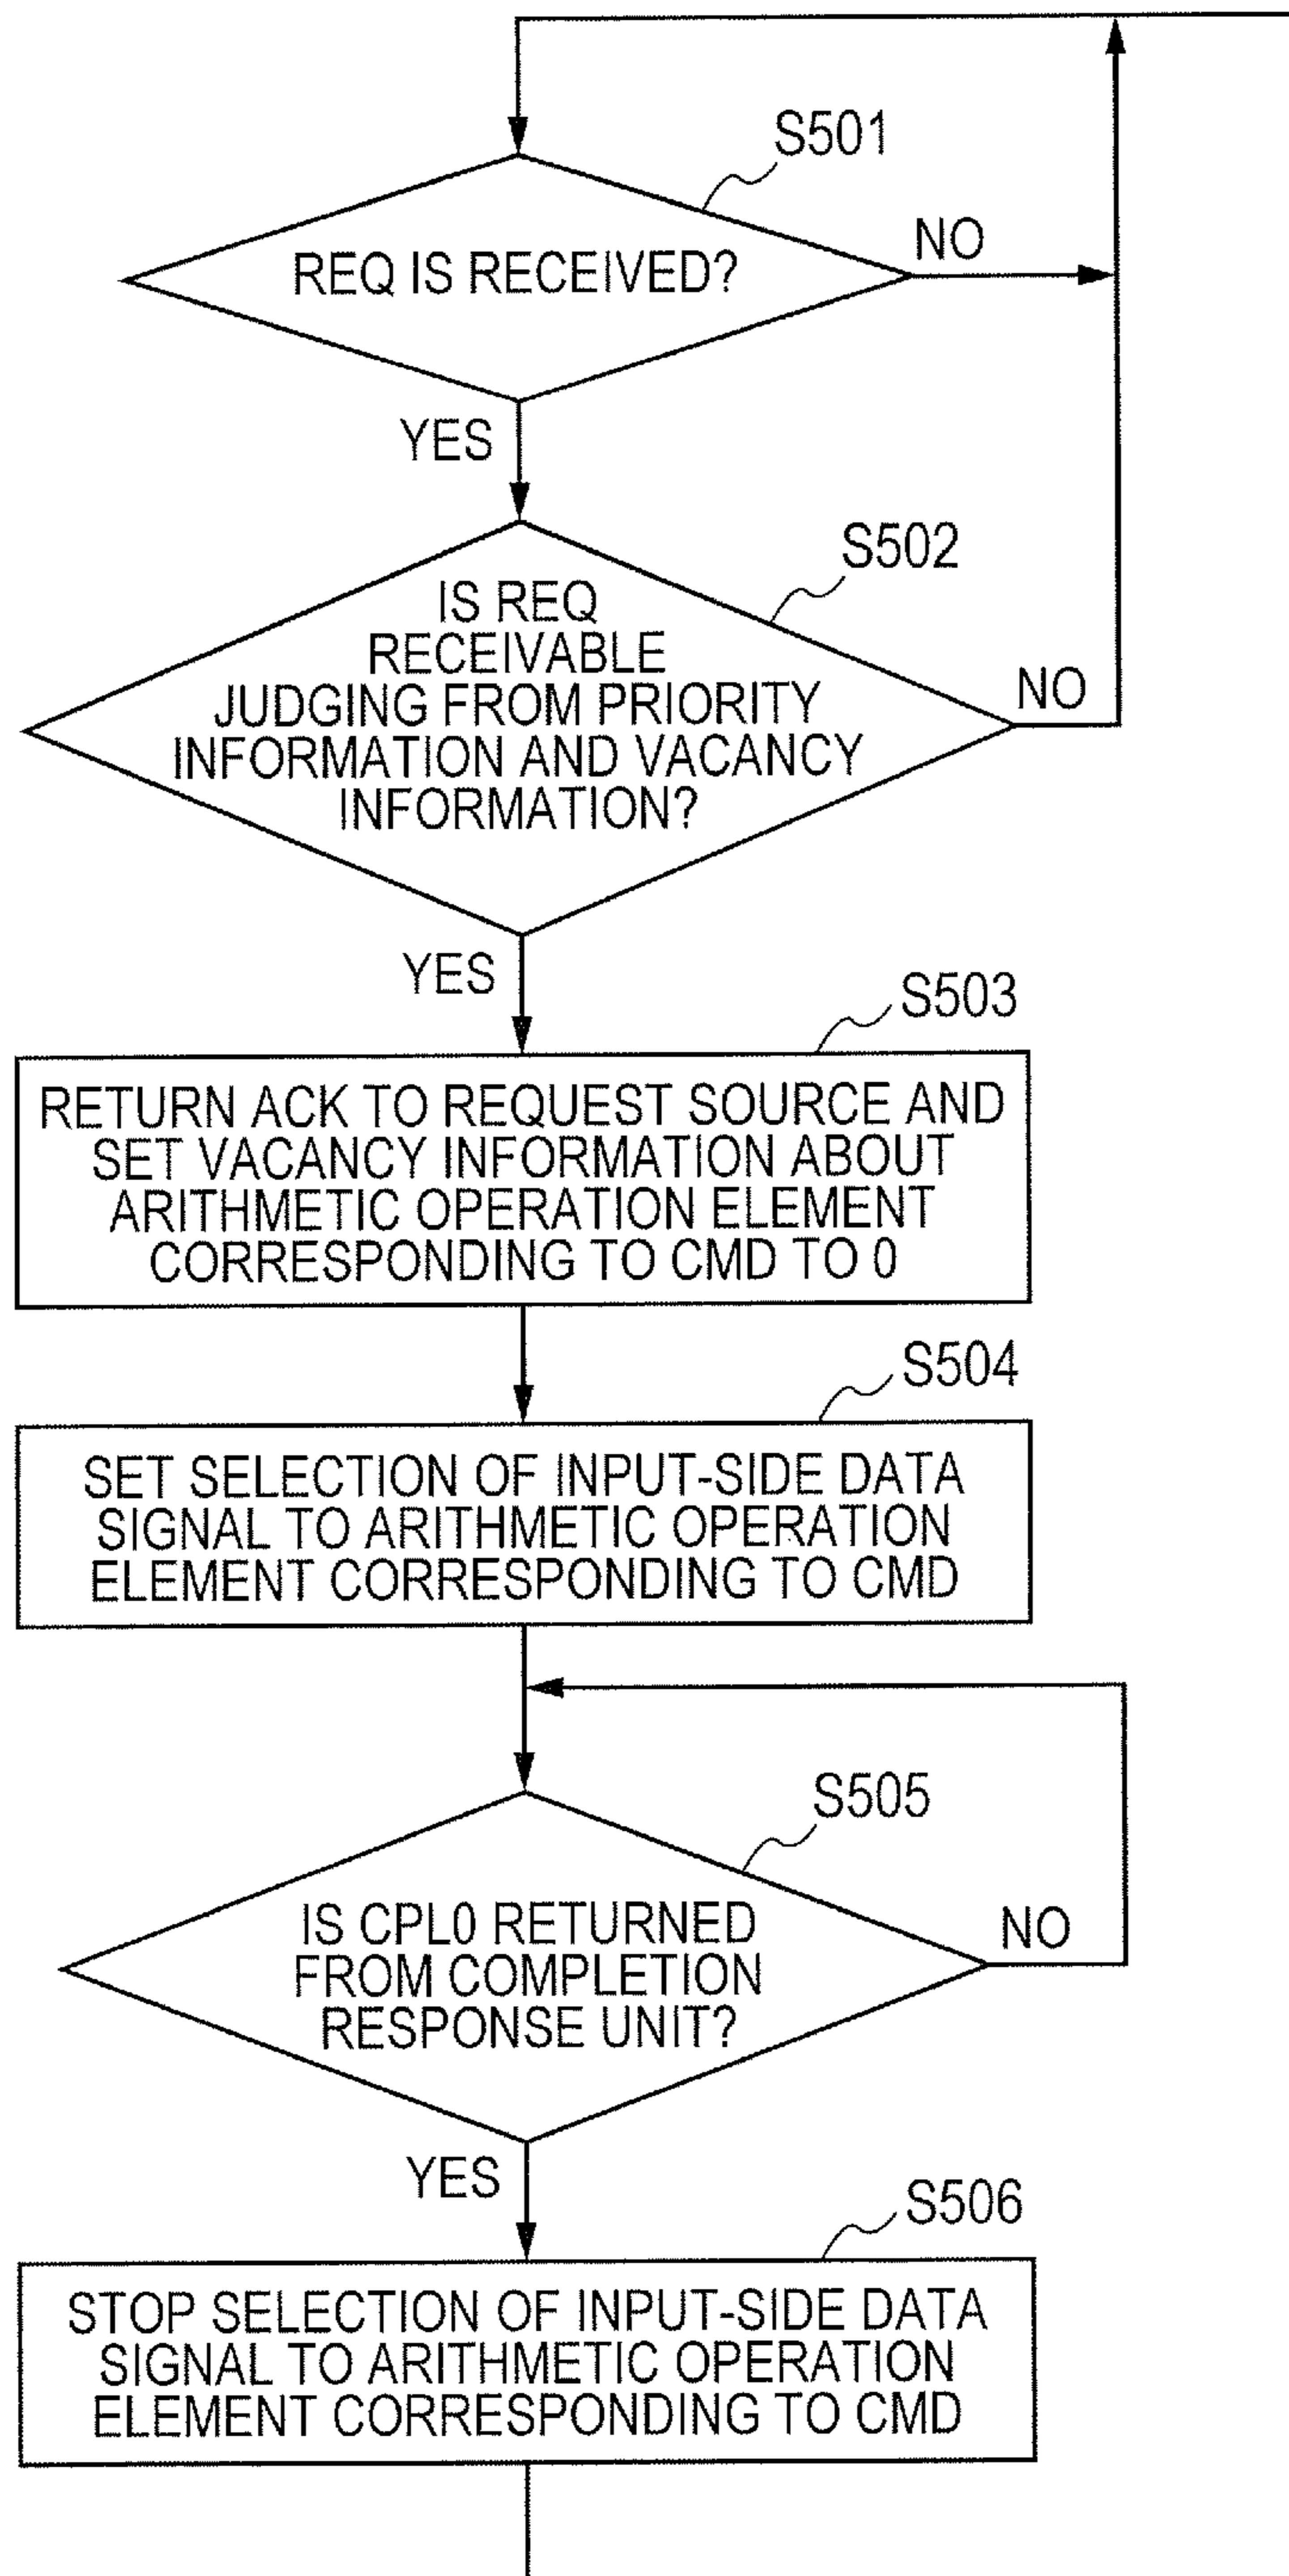 S501
REQ IS RECEIVED?
NO
YES
S502
IS REQ
RECEIVABLE
JUDGING FROM PRIORITY
INFORMATION AND VACANCY
INFORMATION?
NO
YES
S503
RETURN ACK TO REQUEST SOURCE AND
SET VACANCY INFORMATION ABOUT
ARITHMETIC OPERATION ELEMENT
CORRESPONDING TO CMD TO 0
S504
SET SELECTION OF INPUT-SIDE DATA
SIGNAL TO ARITHMETIC OPERATION
ELEMENT CORRESPONDING TO CMD
S505
IS CPL0 RETURNED
FROM COMPLETION
RESPONSE UNIT?
NO
YES
S506
STOP SELECTION OF INPUT-SIDE DATA
SIGNAL TO ARITHMETIC OPERATION
ELEMENT CORRESPONDING TO CMD